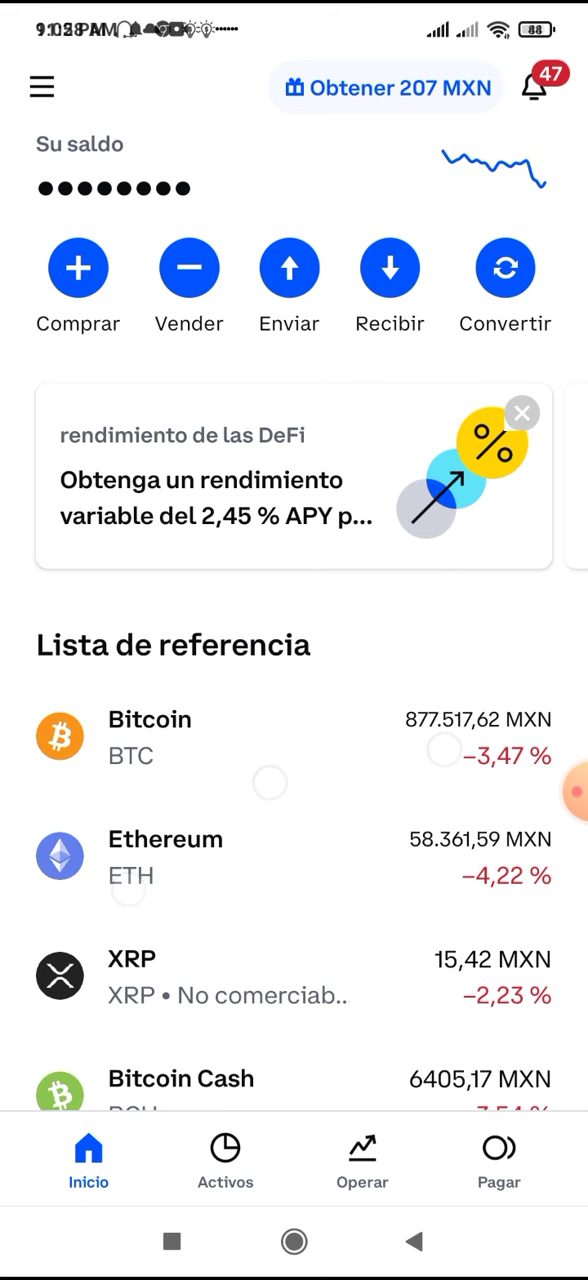 Obtener 207 MXN
47
Su saldo
●●●●●●●●
Comprar
Vender
Enviar
Recibir
Convertir
rendimiento de las DeFi
Obtenga un rendimiento
variable del 2,45 % APY p...
Lista de referencia
Bitcoin
877.517,62 MXN
BTC
−3,47 %
Ethereum
58.361,59 MXN
ETH
−4,22 %
XRP
15,42 MXN
XRP • No comerciab..
−2,23 %
Bitcoin Cash
6405,17 MXN
Inicio
Activos
Operar
Pagar
88